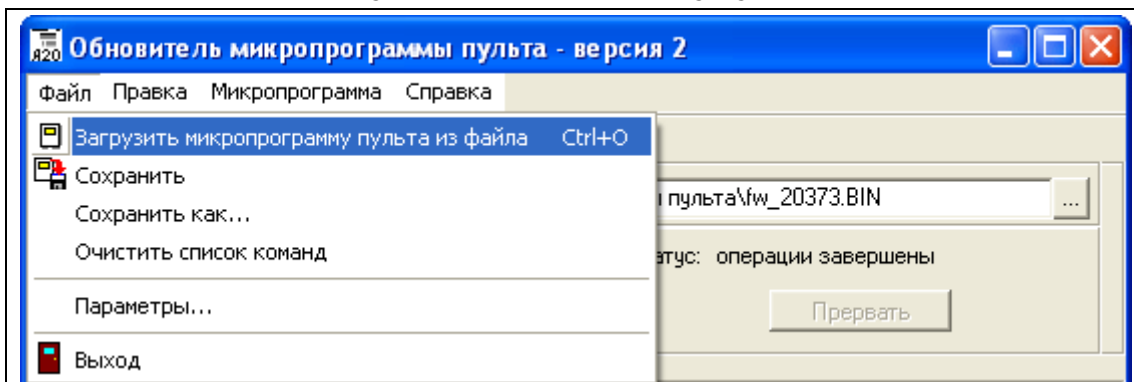 Я20 Обновитель микропрограммы пульта - версия 2
Файл Правка Микропрограмма Справка
Загрузить микропрограмму пульта из файла Ctrl+O
Сохранить
пульта\fw_20373.BIN ...
Сохранить как...
Очистить список команд
атус: операции завершены
Параметры...
Прервать
Выход